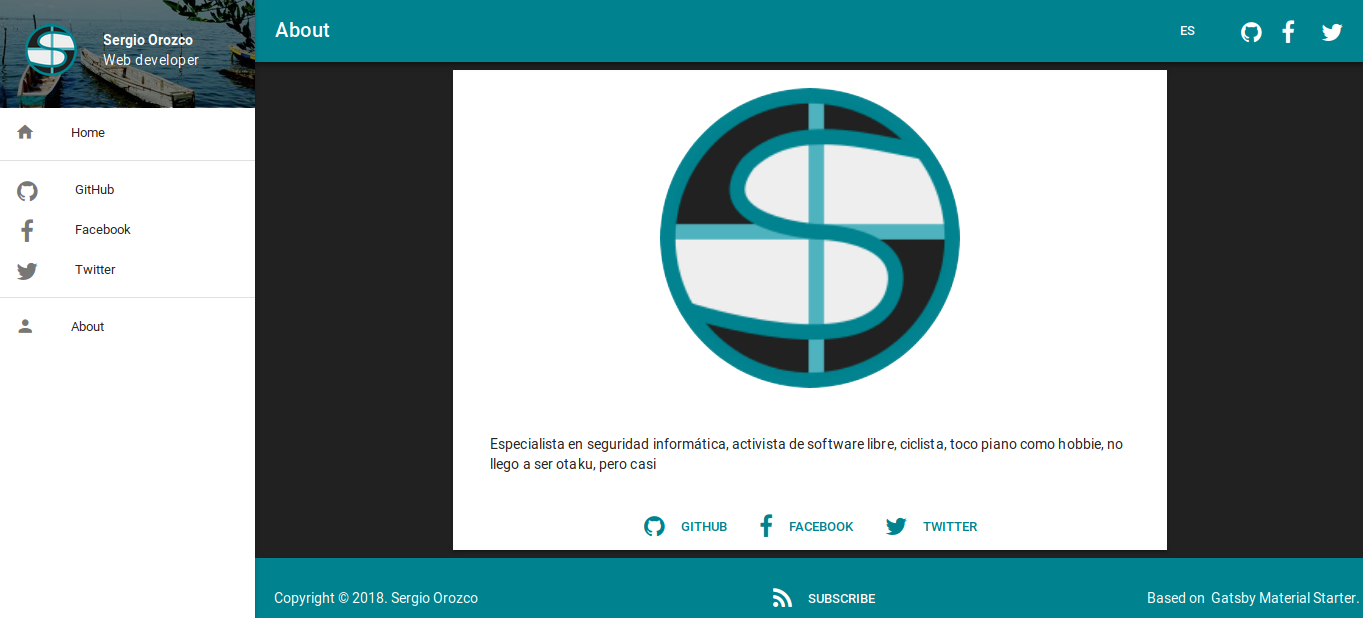 Sergio Orozco
Web developer
Home
GitHub
Facebook
Twitter
About
About
ES
Especialista en seguridad informática, activista de software libre, ciclista, toco piano como hobbie, no
llego a ser otaku, pero casi
GITHUB
FACEBOOK
TWITTER
Copyright © 2018. Sergio Orozco
SUBSCRIBE
Based on Gatsby Material Starter.